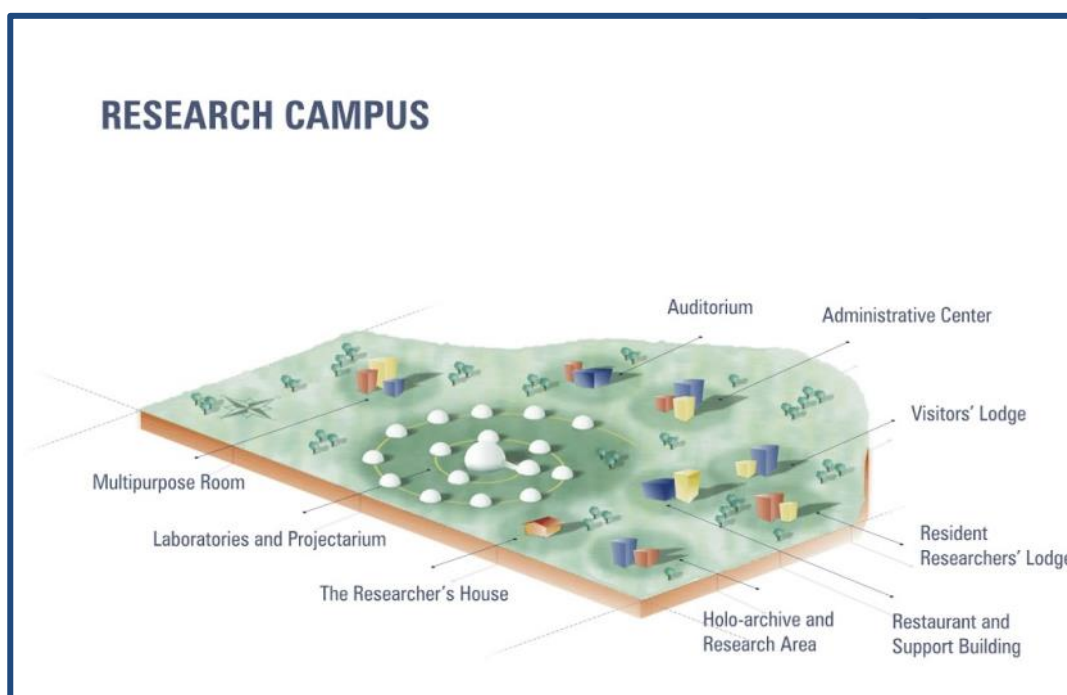 RESEARCH CAMPUS
Auditorium
Administrative Center
Visitors' Lodge
Multipurpose Room
Laboratories and Projectarium
Resident
Researchers' Lodge
The Researcher's House
Holo-archive and
Research Area
Restaurant and
Support Building